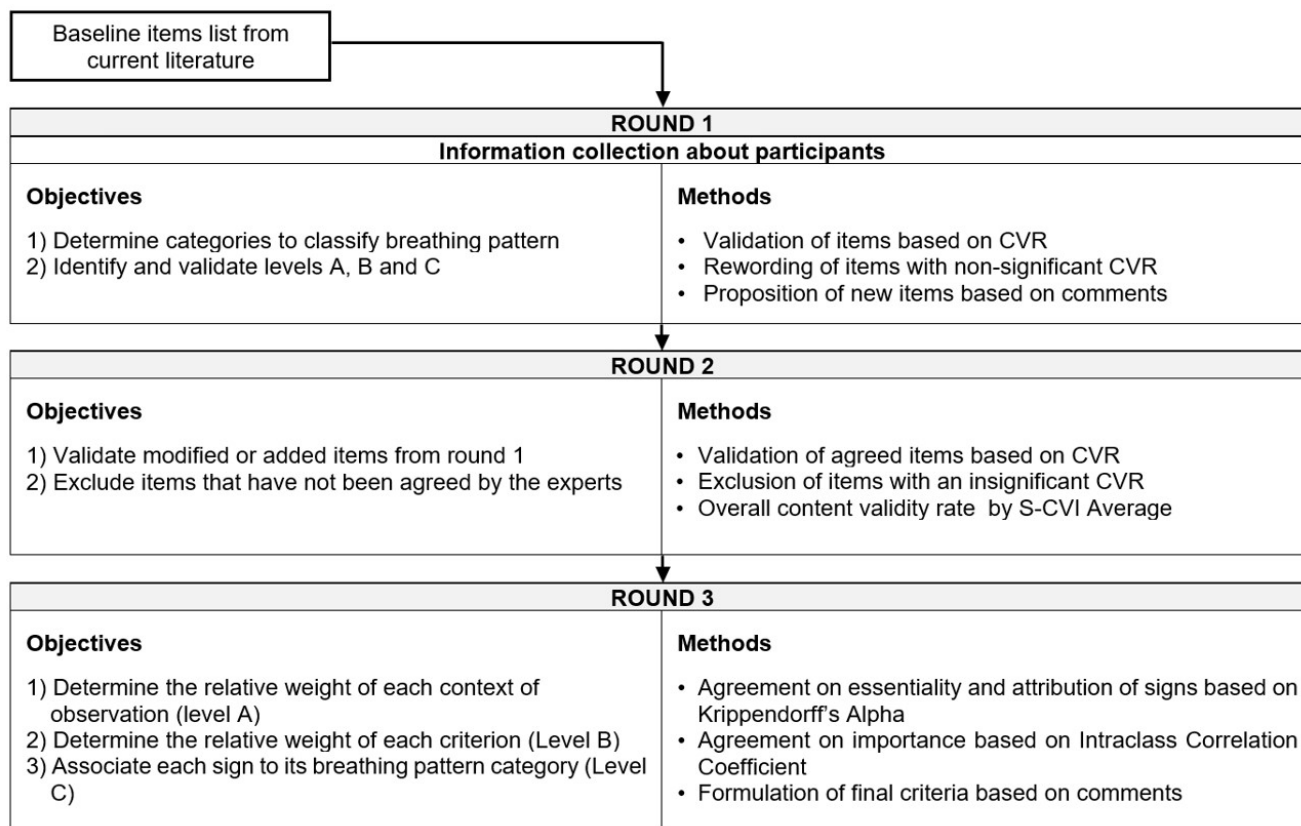 Baseline items list from
current literature
ROUND 1
Information collection about participants
Objectives
1) Determine categories to classify breathing pattern
2) Identify and validate levels A, B and C
Methods
• Validation of items based on CVR
• Rewording of items with non-significant CVR
• Proposition of new items based on comments
ROUND 2
Objectives
1) Validate modified or added items from round 1
2) Exclude items that have not been agreed by the experts
Methods
• Validation of agreed items based on CVR
• Exclusion of items with an insignificant CVR
• Overall content validity rate by S-CVI Average
ROUND 3
Objectives
1) Determine the relative weight of each context of
observation (level A)
2) Determine the relative weight of each criterion (Level B)
3) Associate each sign to its breathing pattern category (Level
C)
Methods
• Agreement on essentiality and attribution of signs based on
Krippendorff's Alpha
• Agreement on importance based on Intraclass Correlation
Coefficient
• Formulation of final criteria based on comments